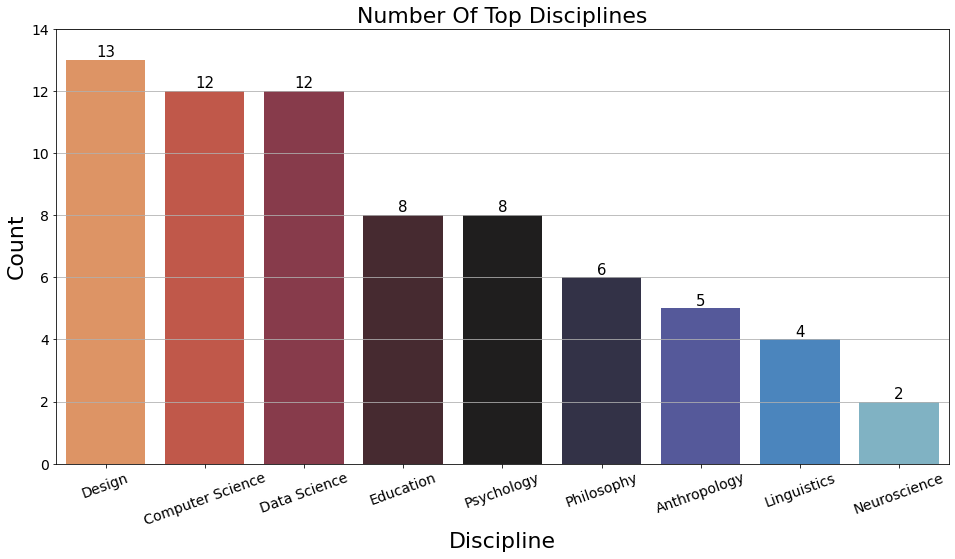 Number Of Top Disciplines
Count
14
12
10
8
6
4
2
0
13
12
12
8
8
6
5
4
2
Design
Computer Science
Data Science
Education
Psychology
Philosophy
Anthropology
Linguistics
Neuroscience
Discipline